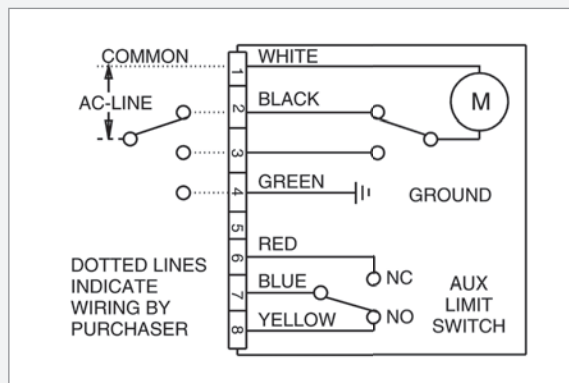 COMMON
WHITE
1
AC-LINE
M
BLACK
2
3
GREEN
4
GROUND
5
RED
6
DOTTED LINES
INDICATE
WIRING BY
PURCHASER
NC
BLUE
7
AUX
LIMIT
SWITCH
NO
YELLOW
8